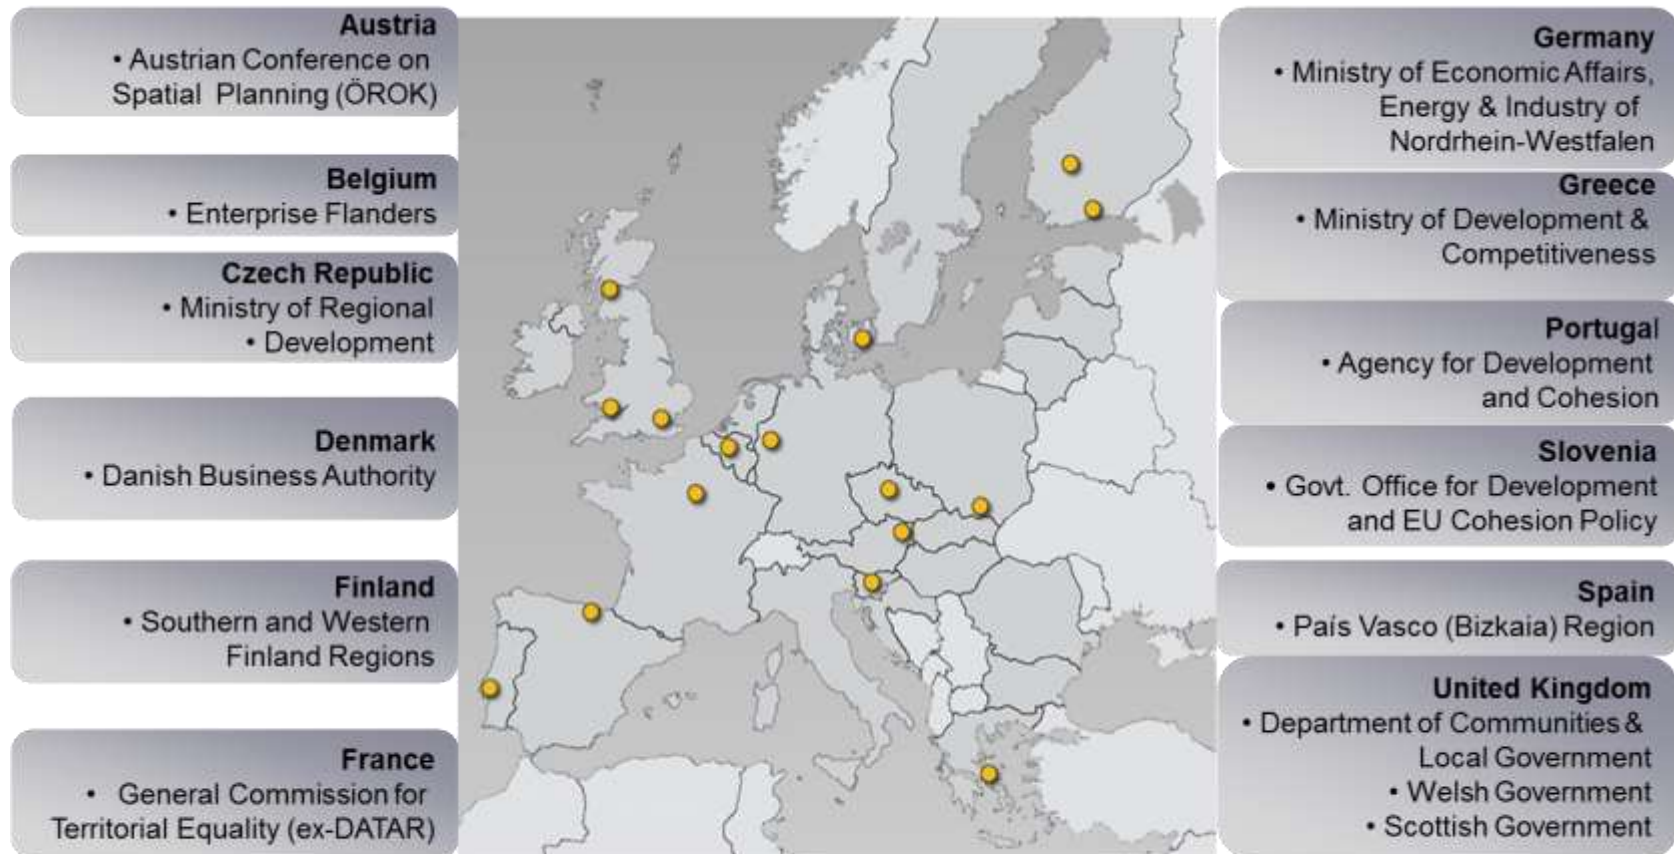 Austria
• Austrian Conference on
Spatial Planning (ÖROK)
Belgium
• Enterprise Flanders
Czech Republic
• Ministry of Regional
• Development
Denmark
• Danish Business Authority
Finland
• Southern and Western
Finland Regions
France
• General Commission for
Territorial Equality (ex-DATAR)
Germany
• Ministry of Economic Affairs,
Energy & Industry of
Nordrhein-Westfalen
Greece
• Ministry of Development &
Competitiveness
Portugal
• Agency for Development
and Cohesion
Slovenia
• Govt. Office for Development
and EU Cohesion Policy
Spain
• País Vasco (Bizkaia) Region
United Kingdom
• Department of Communities &
Local Government
• Welsh Government
• Scottish Government